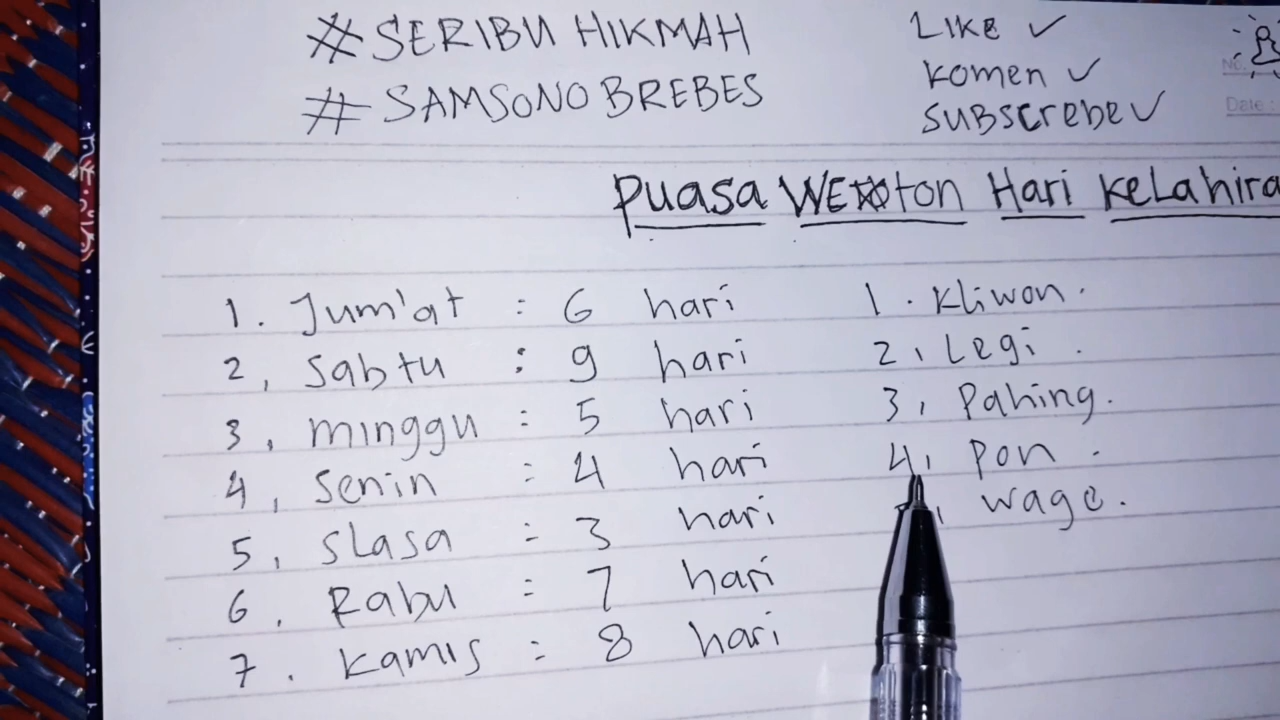 #SERIBU HIKMAH
#SAMSONO BREBES
LIKE ✓
komen ✓
subscrebe ✓
No.
Date :
Puasa WEton Hari KeLahira
1. Jum'at : 6 hari
2, Sabtu : 9 hari
3, minggu : 5 hari
4, Senin : 4 hari
5, SLasa : 3 hari
6. Rabu : 7 hari
7. Kamis : 8 hari
1. Kliwon.
2, Legi.
3, Pahing.
4, Pon.
, wage.